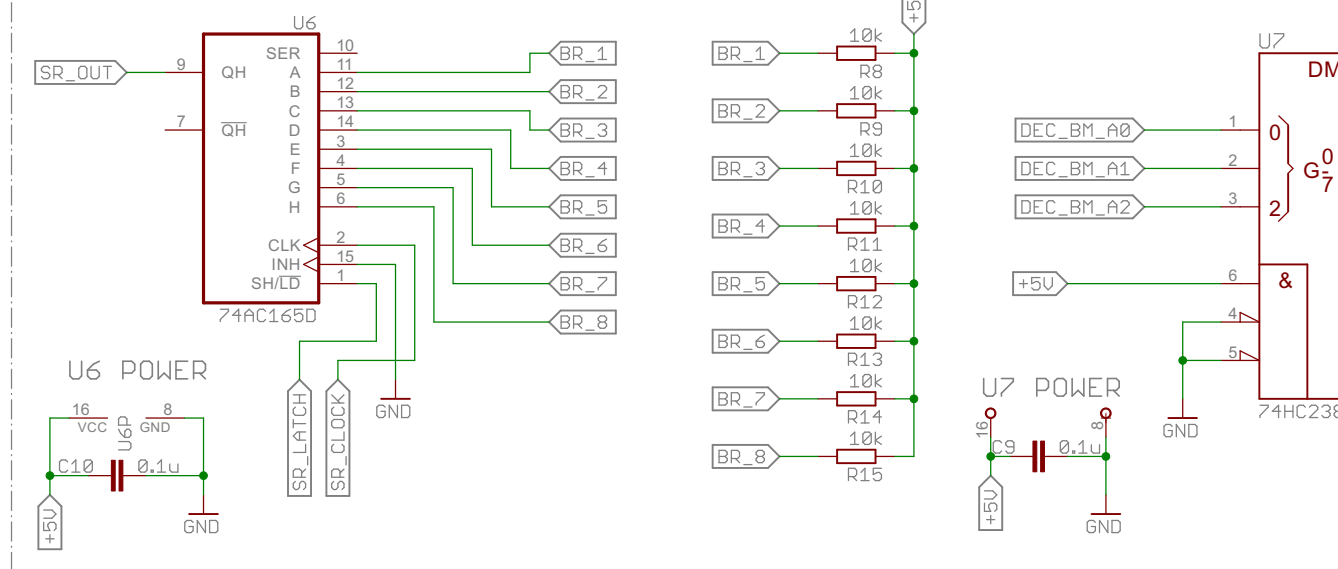 U6
SR_OUT
9
QH
7
QH
SER
A
B
C
D
E
F
G
H
CLK
INH
SH/LD
10
11
12
13
14
3
4
5
6
2
15
1
74AC165D
BR_1
BR_2
BR_3
BR_4
BR_5
BR_6
BR_7
BR_8
SR_LATCH
SR_CLOCK
GND
U6 POWER
16
8
VCC
GND
U6P
C10
0.1u
+5V
GND
+5
BR_1
10k
R8
BR_2
10k
R9
BR_3
10k
R10
BR_4
10k
R11
BR_5
10k
R12
BR_6
10k
R13
BR_7
10k
R14
BR_8
10k
R15
U7
DM
DEC_BM_A0
1
0
DEC_BM_A1
2
G 0
7
DEC_BM_A2
3
2
+5V
6
&
4
5
GND
74HC238
U7 POWER
16
8
C9
0.1u
+5V
GND